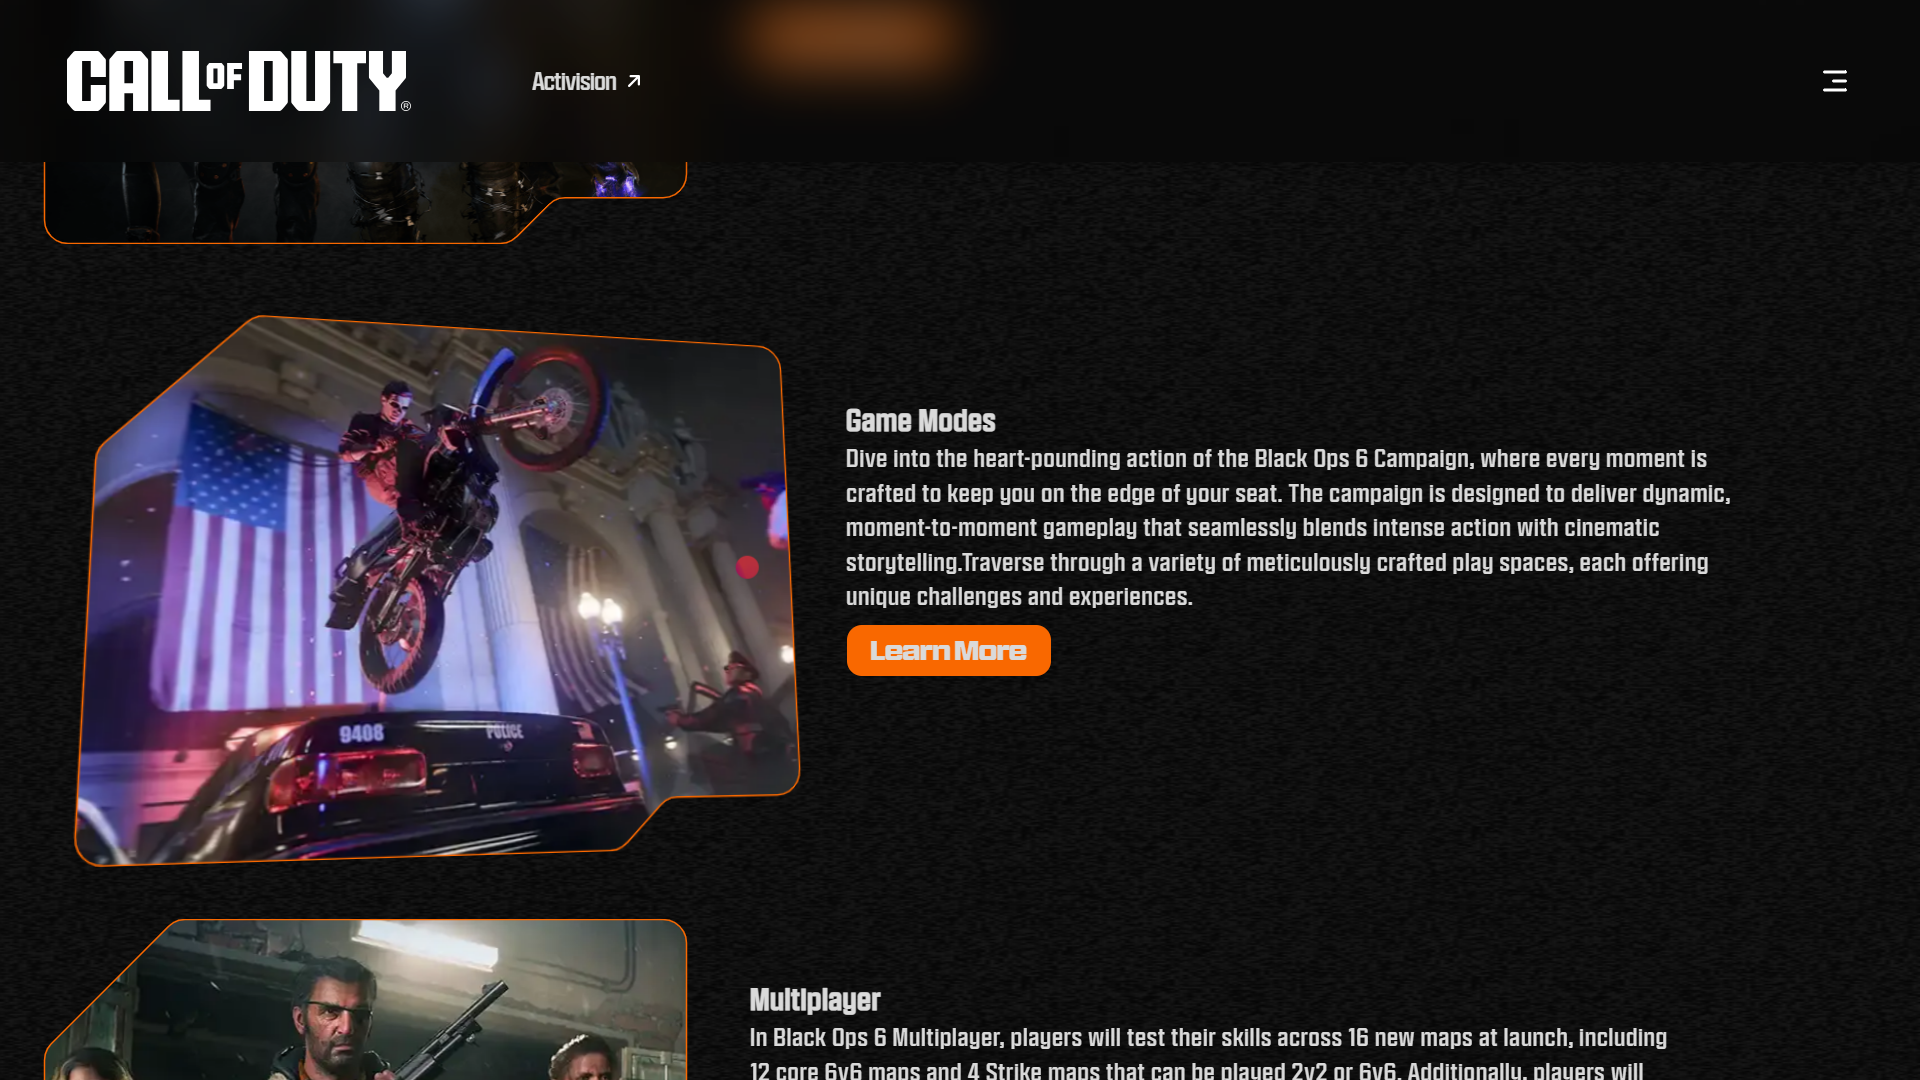 CALL OF DUTY®
Activision
Game Modes
Dive into the heart-pounding action of the Black Ops 6 Campaign, where every moment is
crafted to keep you on the edge of your seat. The campaign is designed to deliver dynamic,
moment-to-moment gameplay that seamlessly blends intense action with cinematic
storytelling.Traverse through a variety of meticulously crafted play spaces, each offering
unique challenges and experiences.
Learn More
9408
POLICE
Multiplayer
In Black Ops 6 Multiplayer, players will test their skills across 16 new maps at launch, including
12 core 6v6 maps and 4 Strike maps that can be played 2v2 or 6v6. Additionally, players will